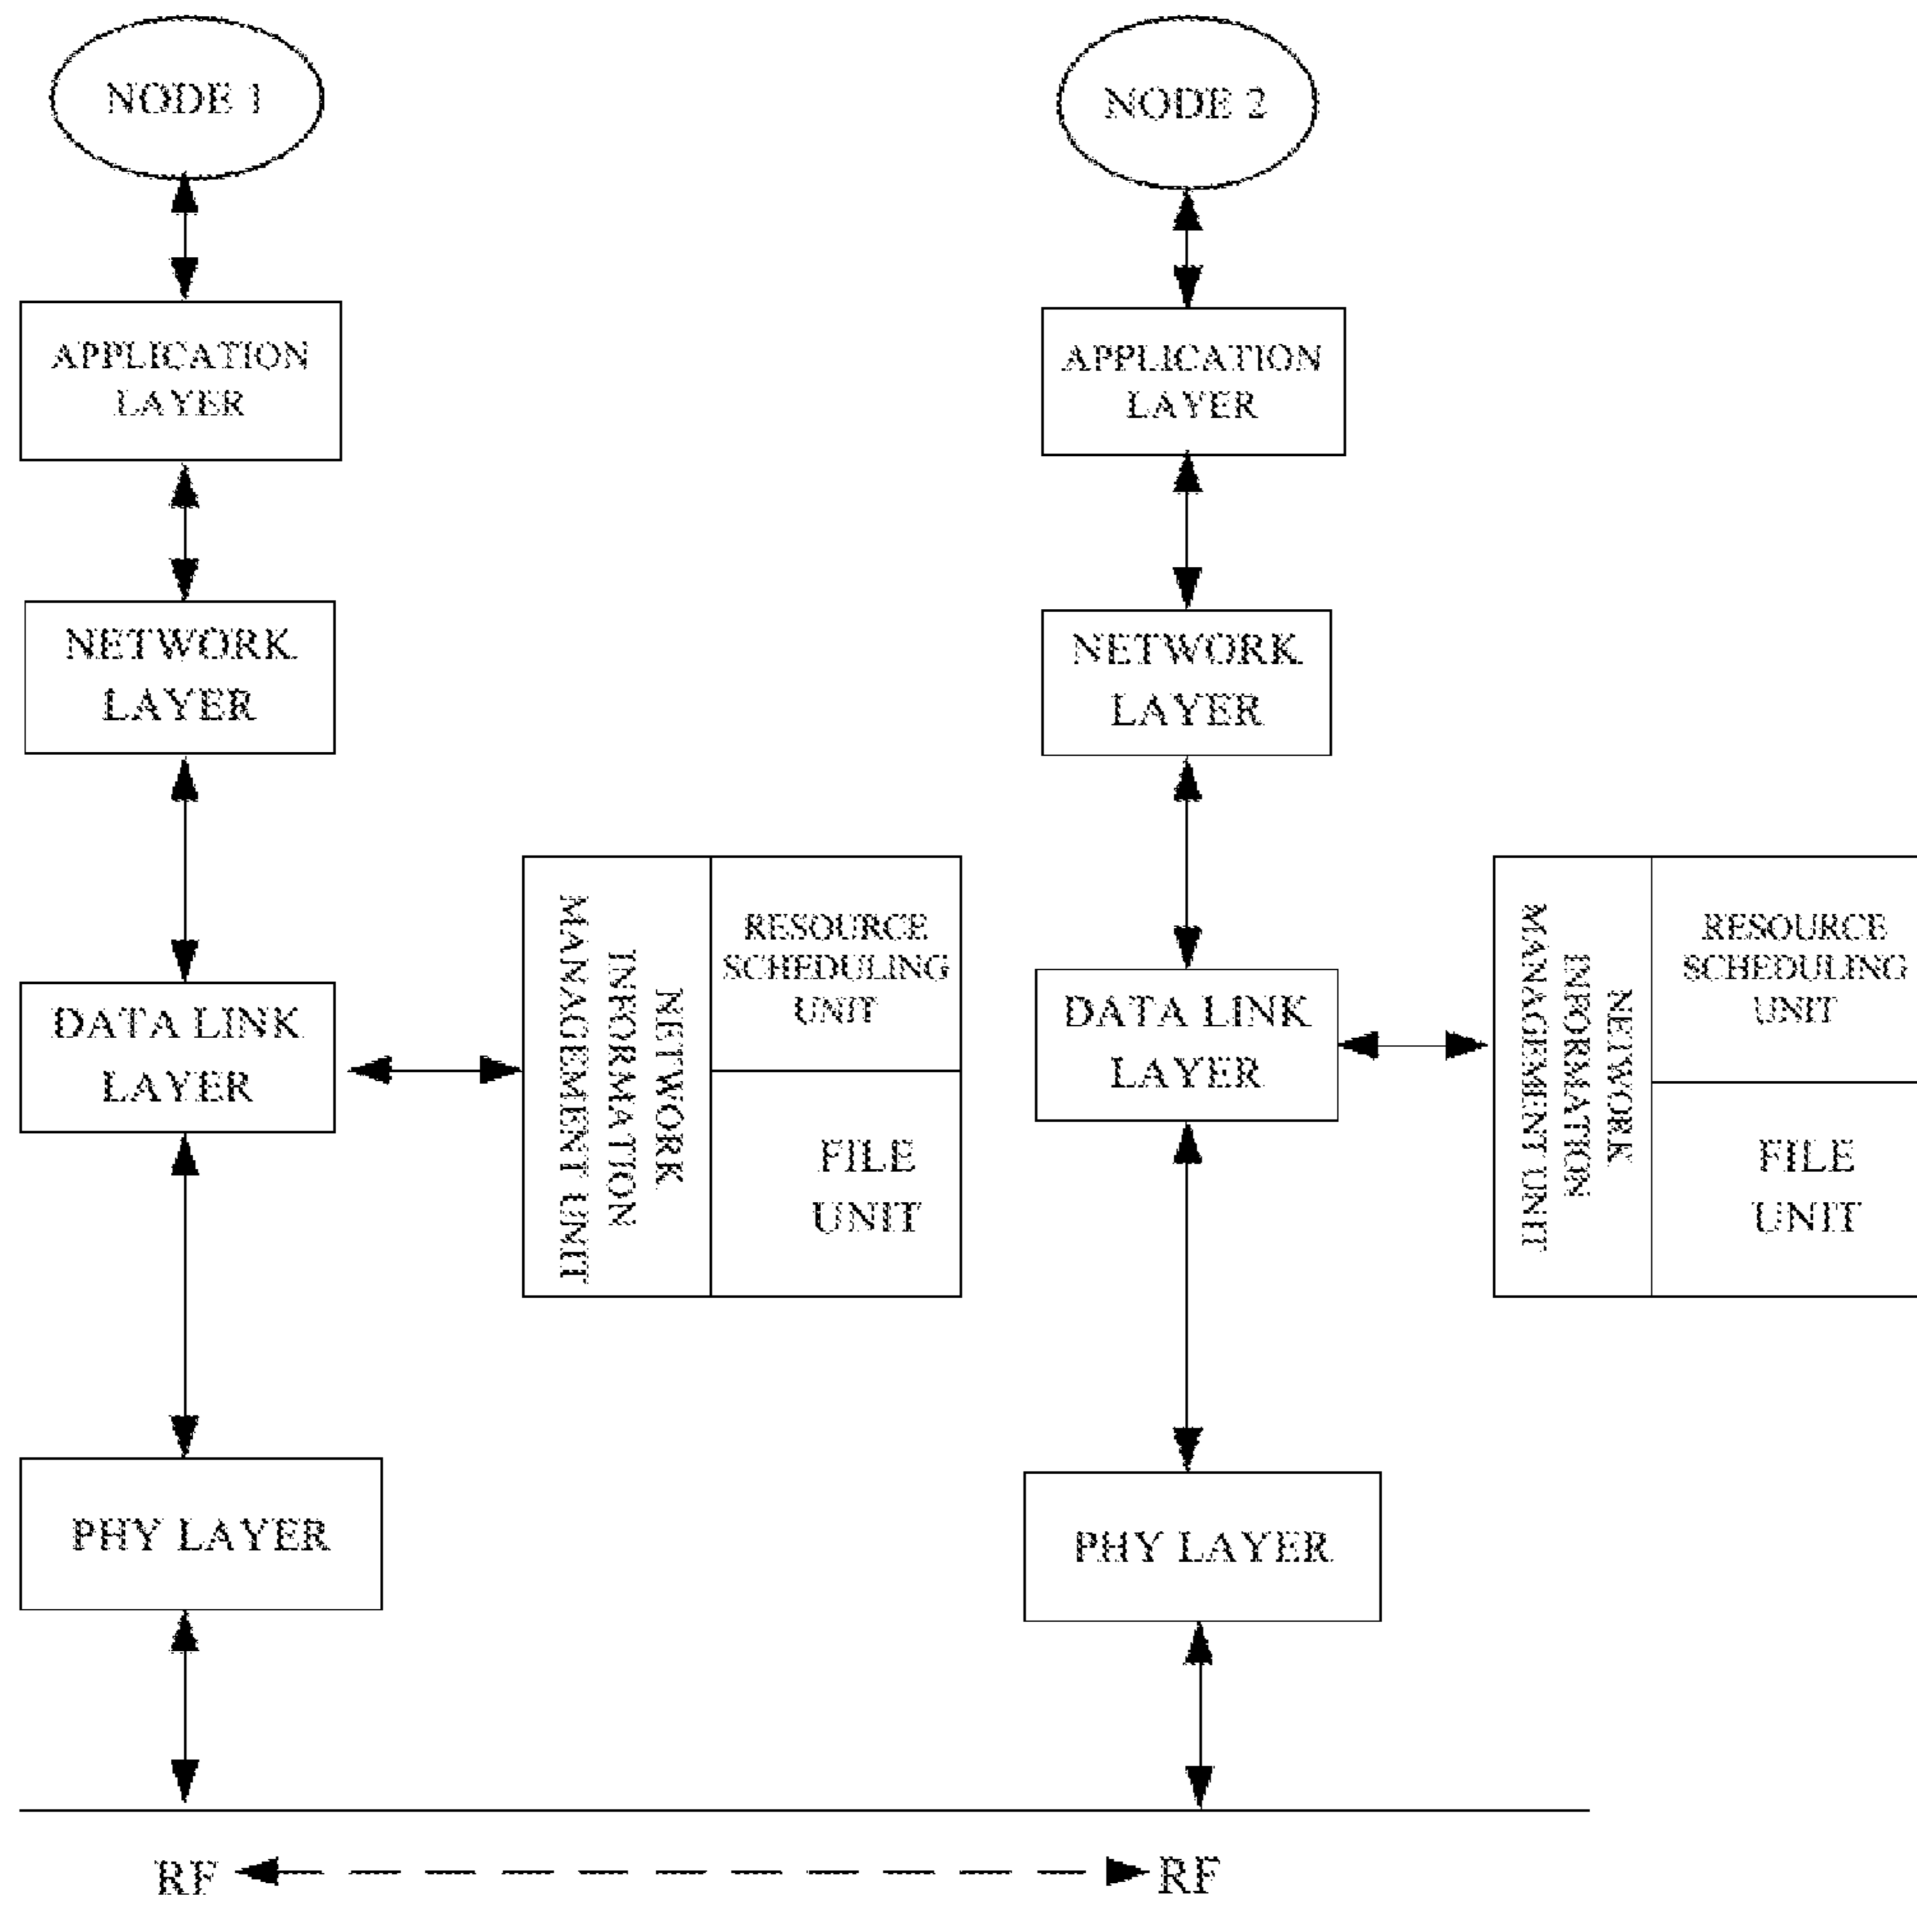 NODE 1
APPLICATION
LAYER
NETWORK
LAYER
DATA LINK
LAYER
NETWORK
INFORMATION
MANAGEMENT UNIT
RESOURCE
SCHEDULING
UNIT
FILE
UNIT
PHY LAYER
RF
NODE 2
APPLICATION
LAYER
NETWORK
LAYER
DATA LINK
LAYER
NETWORK
INFORMATION
MANAGEMENT UNIT
RESOURCE
SCHEDULING
UNIT
FILE
UNIT
PHY LAYER
RF